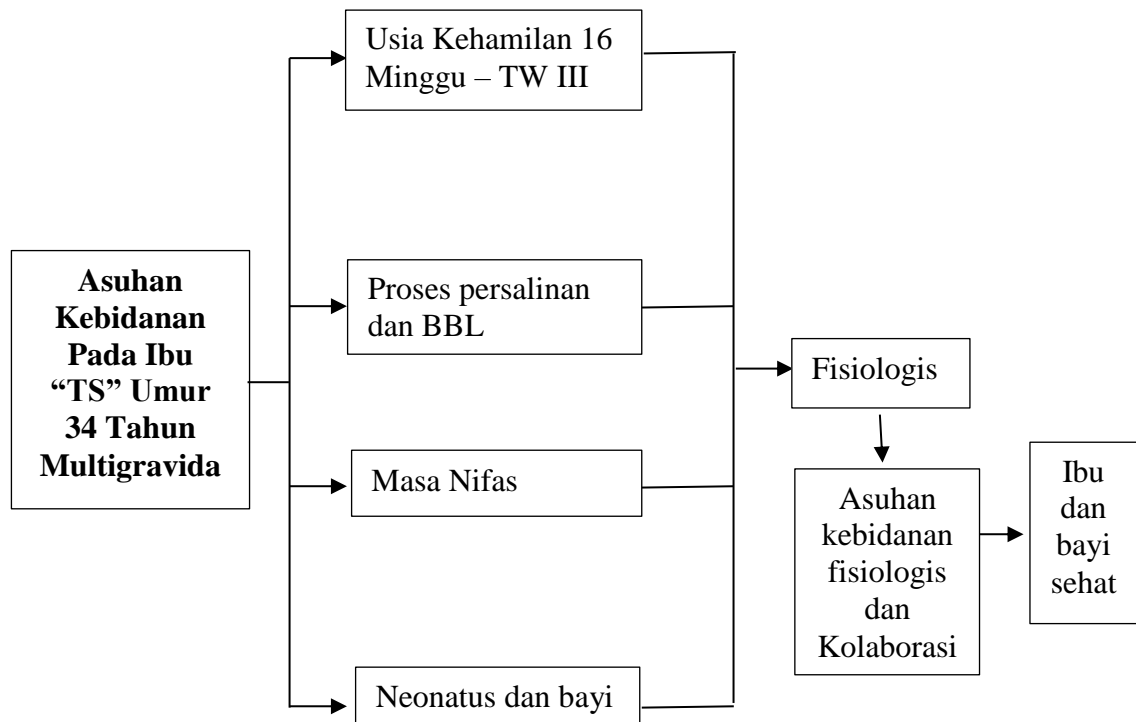 Usia Kehamilan 16
Minggu – TW III
Asuhan
Kebidanan
Pada Ibu
“TS” Umur
34 Tahun
Multigravida
Proses persalinan
dan BBL
Masa Nifas
Neonatus dan bayi
Fisiologis
Asuhan
kebidanan
fisiologis
dan
Kolaborasi
Ibu
dan
bayi
sehat